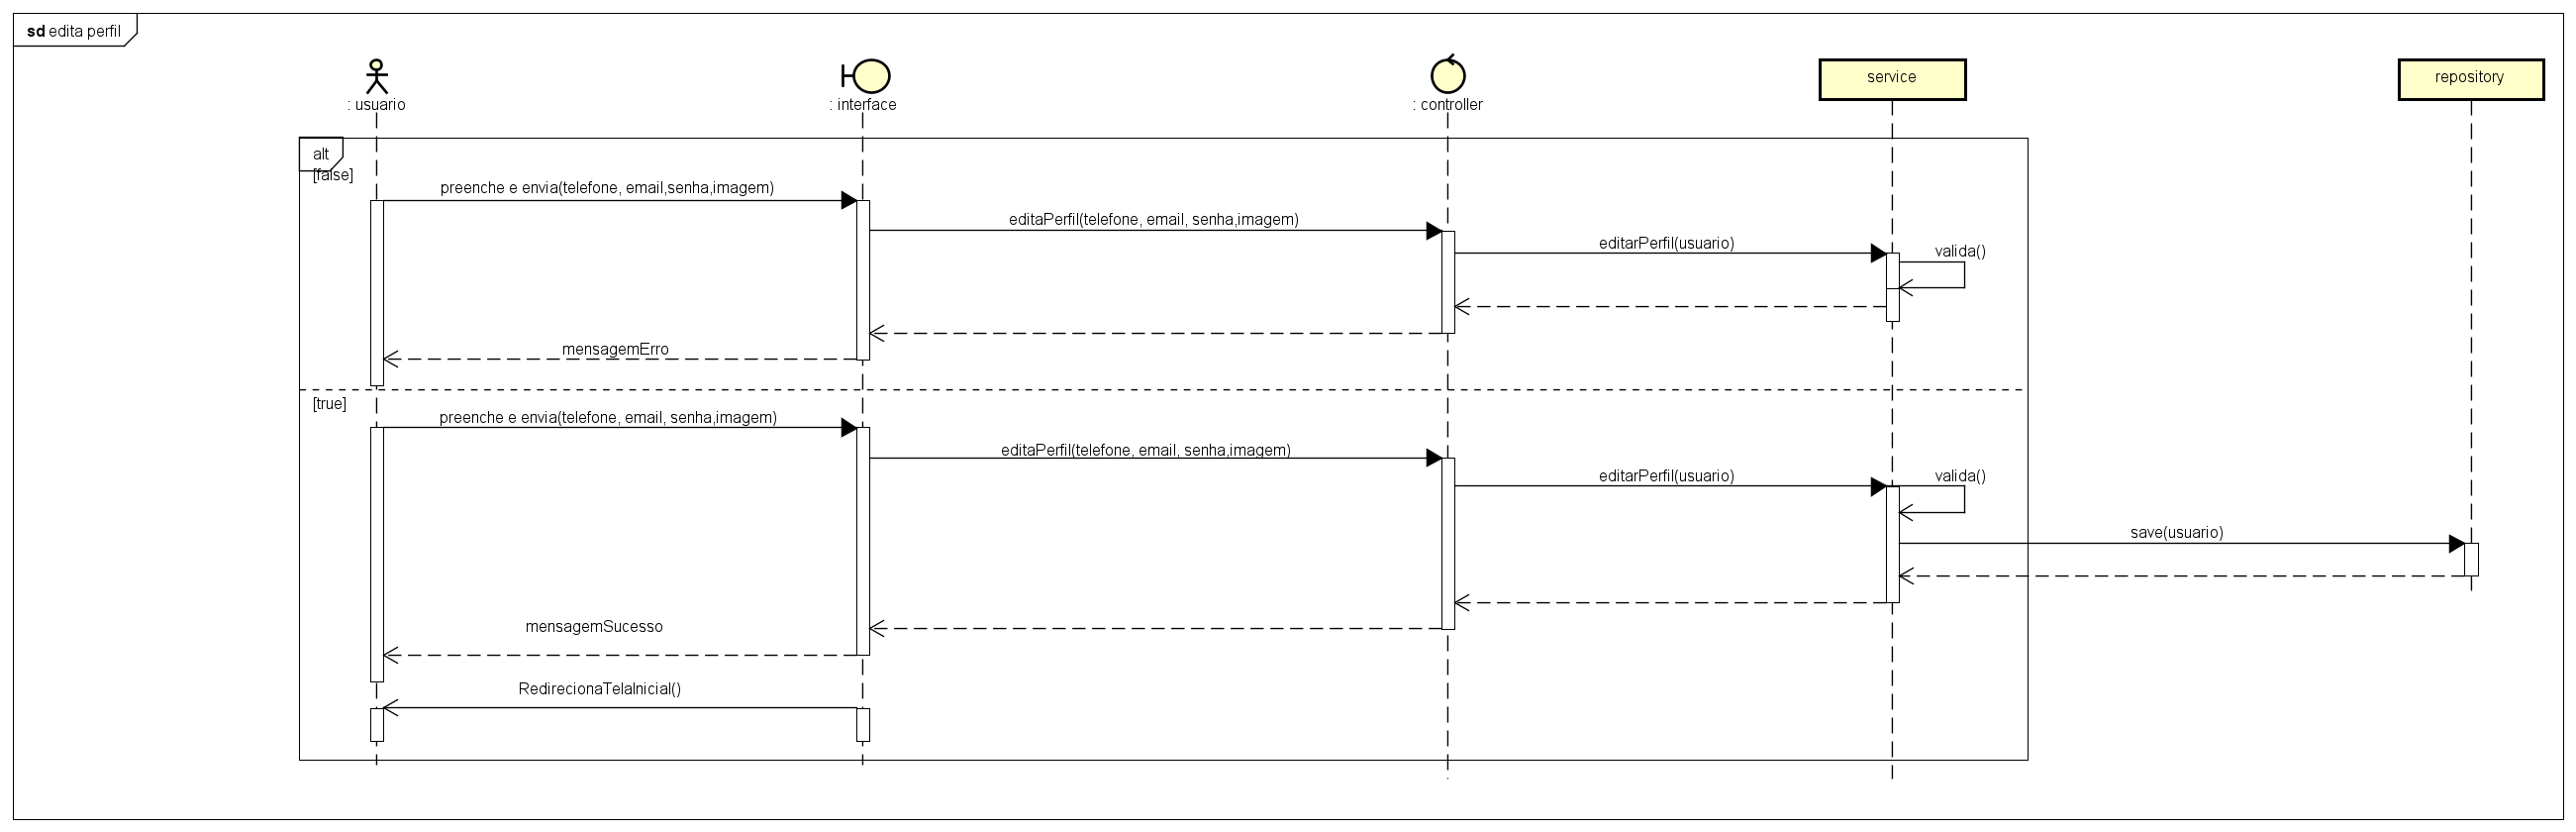 sd edita perfil
: usuario
: interface
: controller
service
repository
alt
[false]
preenche e envia(telefone, email,senha,imagem)
editaPerfil(telefone, email, senha,imagem)
editarPerfil(usuario)
valida()
mensagemErro
[true]
preenche e envia(telefone, email, senha,imagem)
editaPerfil(telefone, email, senha,imagem)
editarPerfil(usuario)
valida()
save(usuario)
mensagemSucesso
RedirecionaTelaInicial()